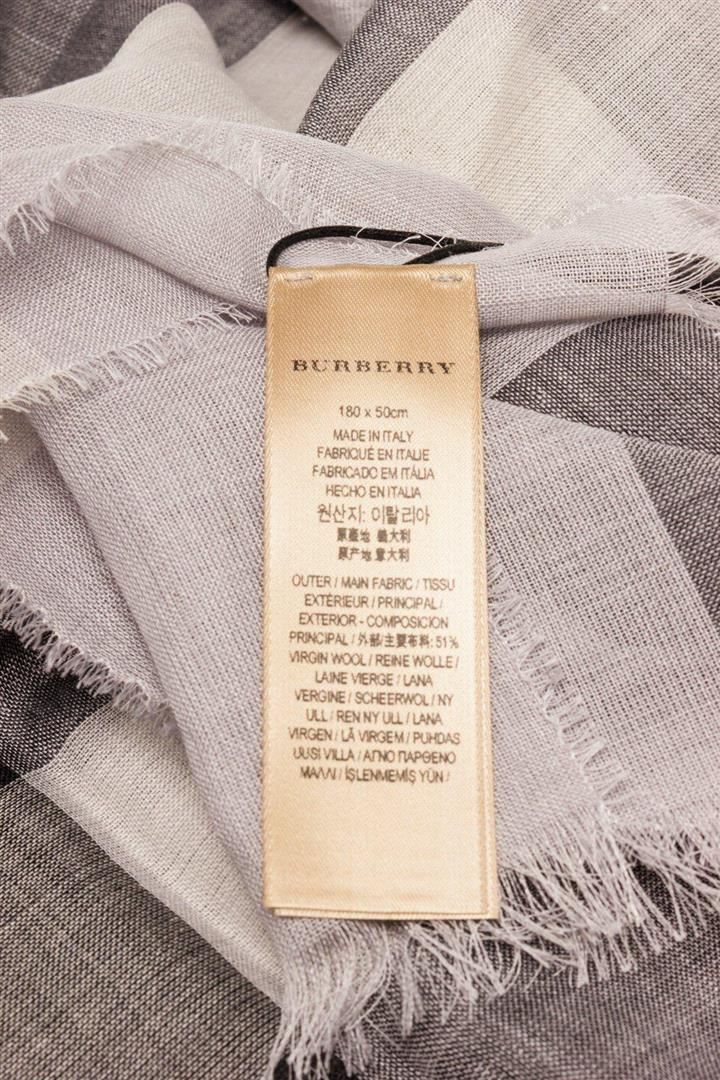 BURBERRY
180 x 50cm
MADE IN ITALY
FABRIQUÉ EN ITALIE
FABRICADO EM ITÁLIA
HECHO EN ITALIA
원산지: 이탈리아
原產地 義大利
原产地 意大利
OUTER / MAIN FABRIC / TISSU
EXTÉRIEUR / PRINCIPAL /
EXTERIOR - COMPOSICION
PRINCIPAL / 外部/主要布料: 51%
VIRGIN WOOL / REINE WOLLE /
LAINE VIERGE / LANA
VERGINE / SCHEERWOL / NY
ULL / REN NY ULL / LANA
VIRGEN / LÃ VIRGEM / PUHDAS
UUSI VILLA / ΑΓΝΟ ΠΑΡΘΕΝΟ
ΜΑΛΛΙ / İŞLENMEMİŞ YÜN /